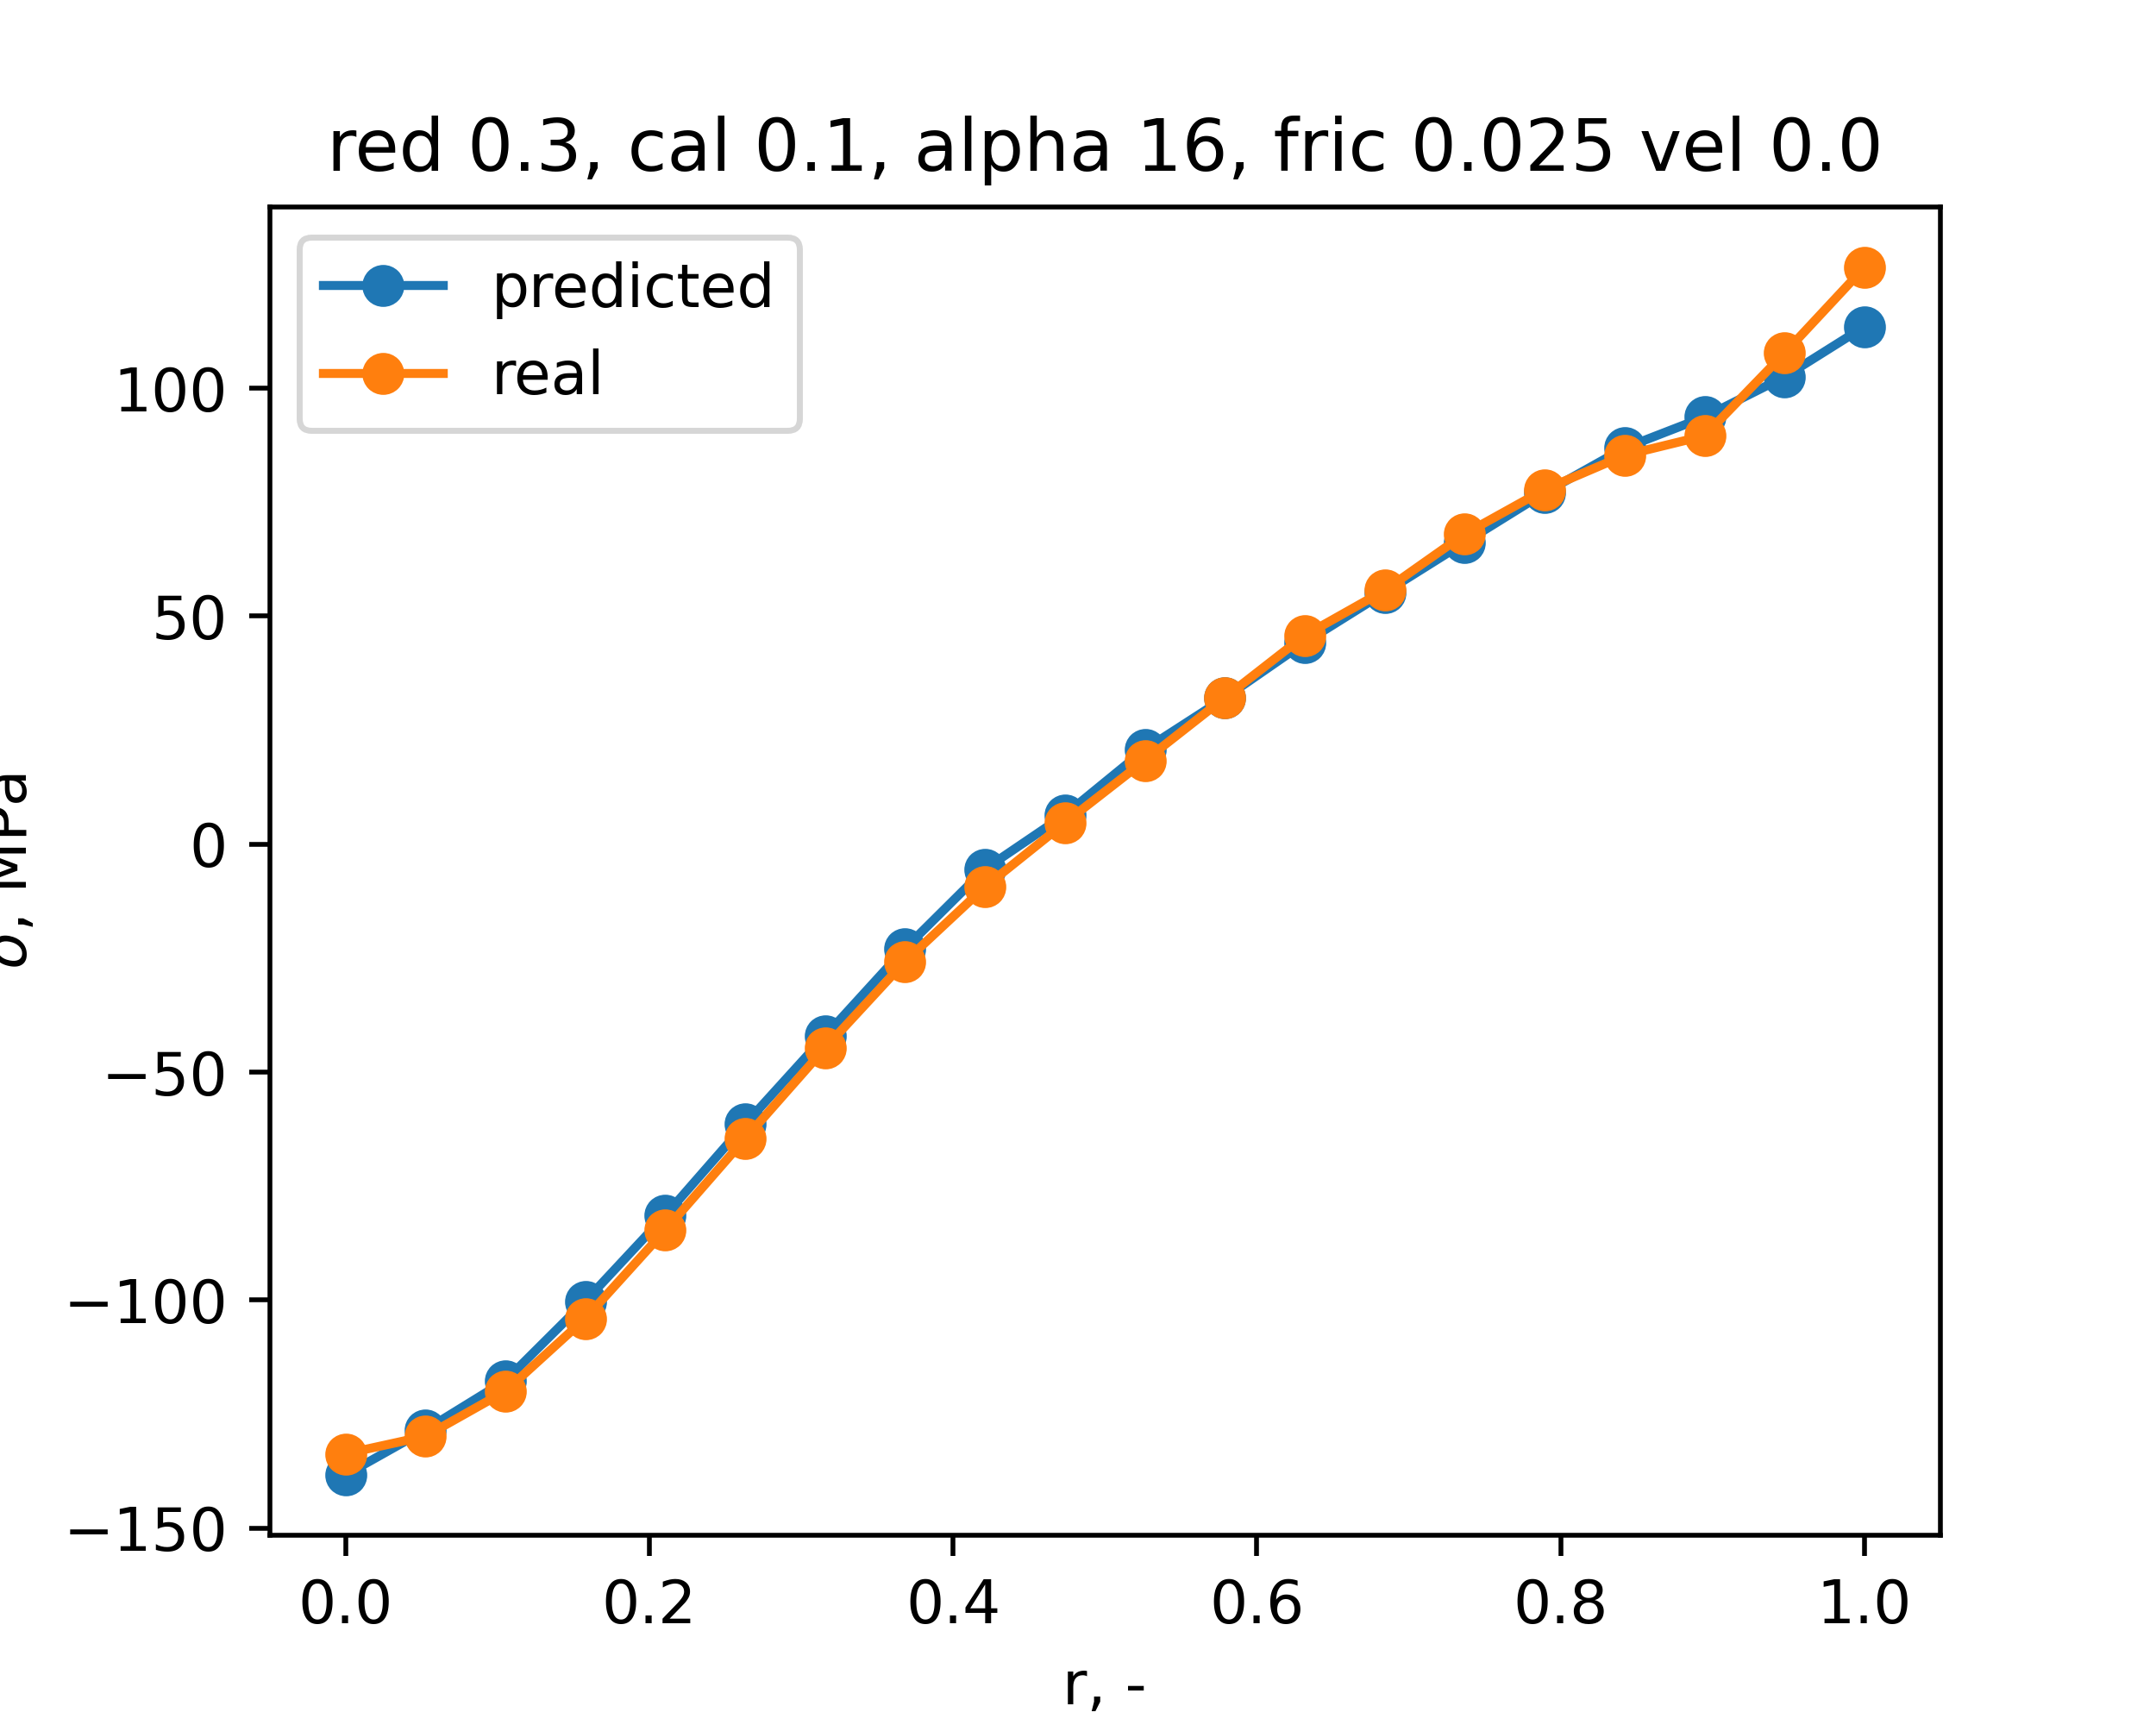 red 0.3, cal 0.1, alpha 16, fric 0.025 vel 0.0
predicted
real
100
50
0
−50
−100
−150
σ, MPa
0.0 0.2 0.4 0.6 0.8 1.0
r, -